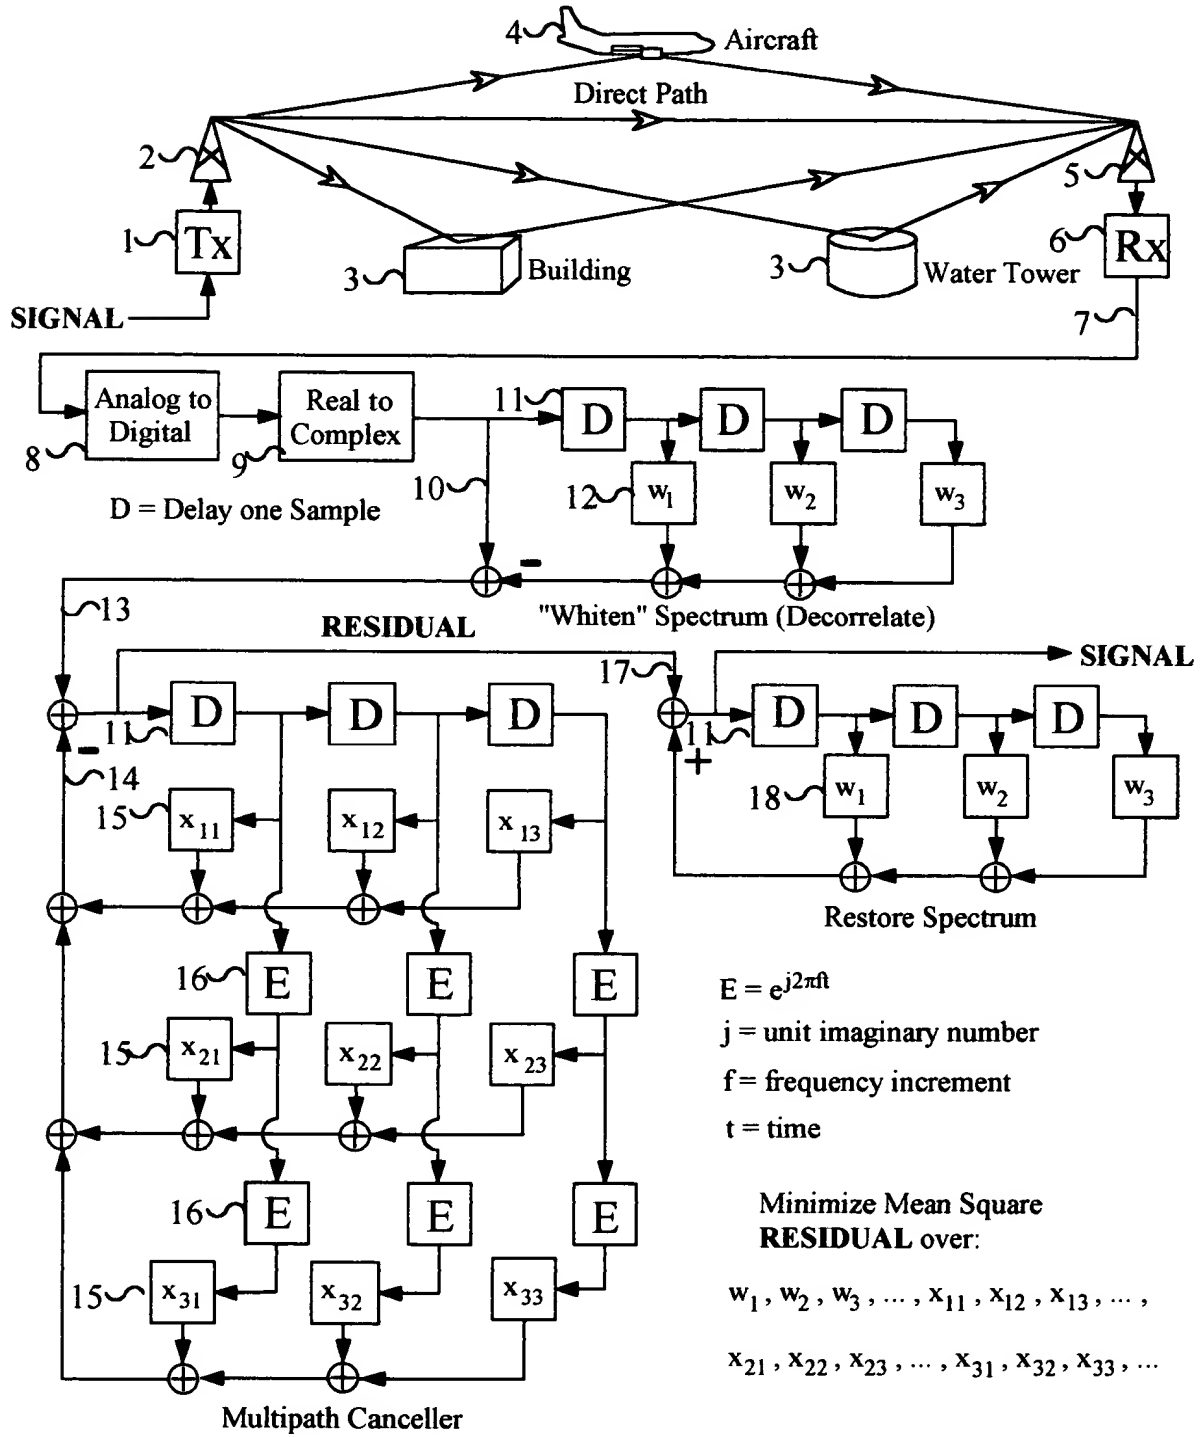 4 Aircraft
Direct Path
2
5
1 Tx
6 Rx
3 Building
3 Water Tower
7
SIGNAL
Analog to
Digital
8
Real to
Complex
9
11 D D D
10
12 w1 w2 w3
D = Delay one Sample
-
13
"Whiten" Spectrum (Decorrelate)
RESIDUAL
17
SIGNAL
11 D D D
11 D D D
-
+
14
15 x11 x12 x13
18 w1 w2 w3
Restore Spectrum
16 E E E
E = e^j2πft
j = unit imaginary number
15 x21 x22 x23
f = frequency increment
t = time
16 E E E
Minimize Mean Square
RESIDUAL over:
15 x31 x32 x33
w1 , w2 , w3 , ... , x11 , x12 , x13 , ... ,
x21 , x22 , x23 , ... , x31 , x32 , x33 , ...
Multipath Canceller